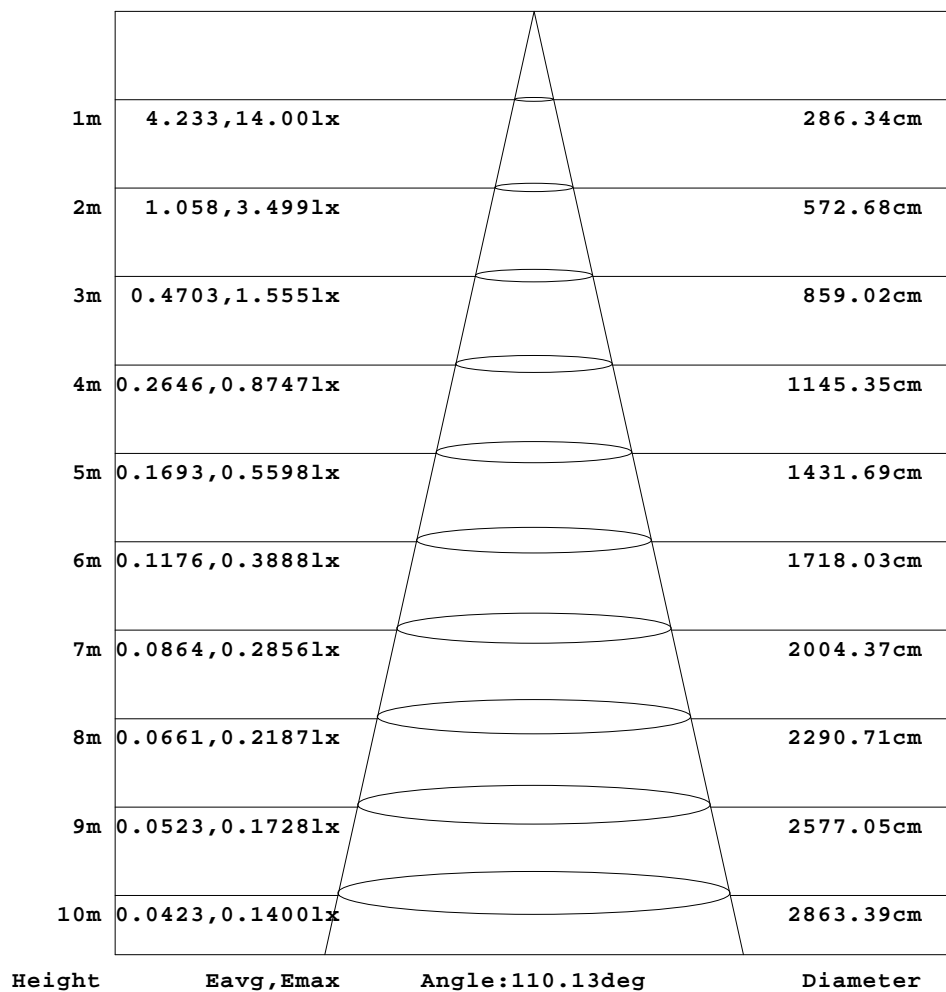 1m 4.233,14.00lx 286.34cm
2m 1.058,3.499lx 572.68cm
3m 0.4703,1.555lx 859.02cm
4m 0.2646,0.8747lx 1145.35cm
5m 0.1693,0.5598lx 1431.69cm
6m 0.1176,0.3888lx 1718.03cm
7m 0.0864,0.2856lx 2004.37cm
8m 0.0661,0.2187lx 2290.71cm
9m 0.0523,0.1728lx 2577.05cm
10m 0.0423,0.1400lx 2863.39cm
Height Eavg,Emax Angle:110.13deg Diameter